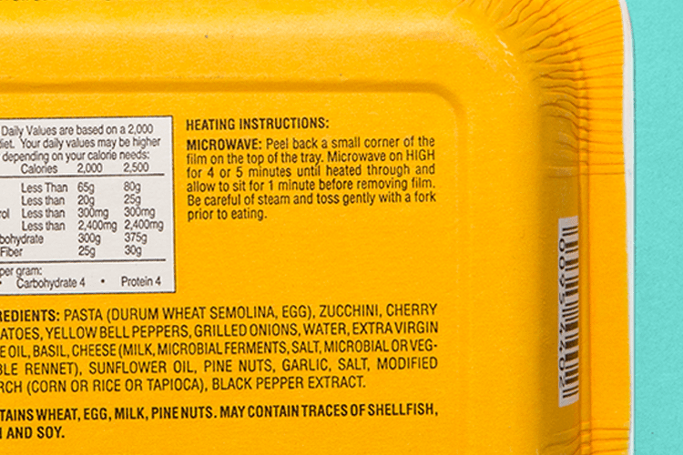 Daily Values are based on a 2,000
diet. Your daily values may be higher
depending on your calorie needs:
Calories 2,000 2,500
Less Than 65g 80g
Less than 20g 25g
rol Less than 300mg 300mg
Less than 2,400mg 2,400mg
bohydrate 300g 375g
Fiber 25g 30g
per gram:
• Carbohydrate 4 • Protein 4
HEATING INSTRUCTIONS:
MICROWAVE: Peel back a small corner of the
film on the top of the tray. Microwave on HIGH
for 4 or 5 minutes until heated through and
allow to sit for 1 minute before removing film.
Be careful of steam and toss gently with a fork
prior to eating.
REDIENTS: PASTA (DURUM WHEAT SEMOLINA, EGG), ZUCCHINI, CHERRY
ATOES, YELLOW BELL PEPPERS, GRILLED ONIONS, WATER, EXTRA VIRGIN
E OIL, BASIL, CHEESE (MILK, MICROBIAL FERMENTS, SALT, MICROBIAL OR VEG-
BLE RENNET), SUNFLOWER OIL, PINE NUTS, GARLIC, SALT, MODIFIED
RCH (CORN OR RICE OR TAPIOCA), BLACK PEPPER EXTRACT.
TAINS WHEAT, EGG, MILK, PINE NUTS. MAY CONTAIN TRACES OF SHELLFISH,
AND SOY.